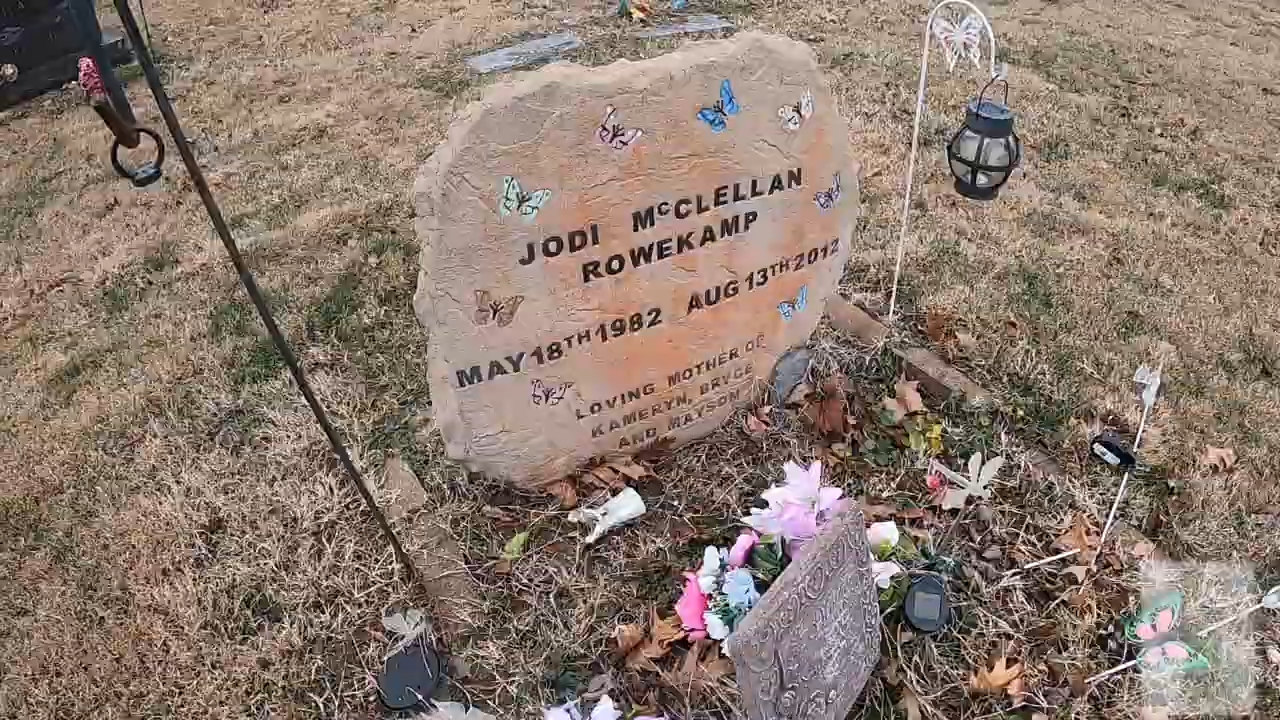 JODI McCLELLAN
ROWEKAMP
MAY 18TH 1982 AUG 13TH 2012
LOVING MOTHER OF
KAMERYN, BRYCE
AND MAYSON